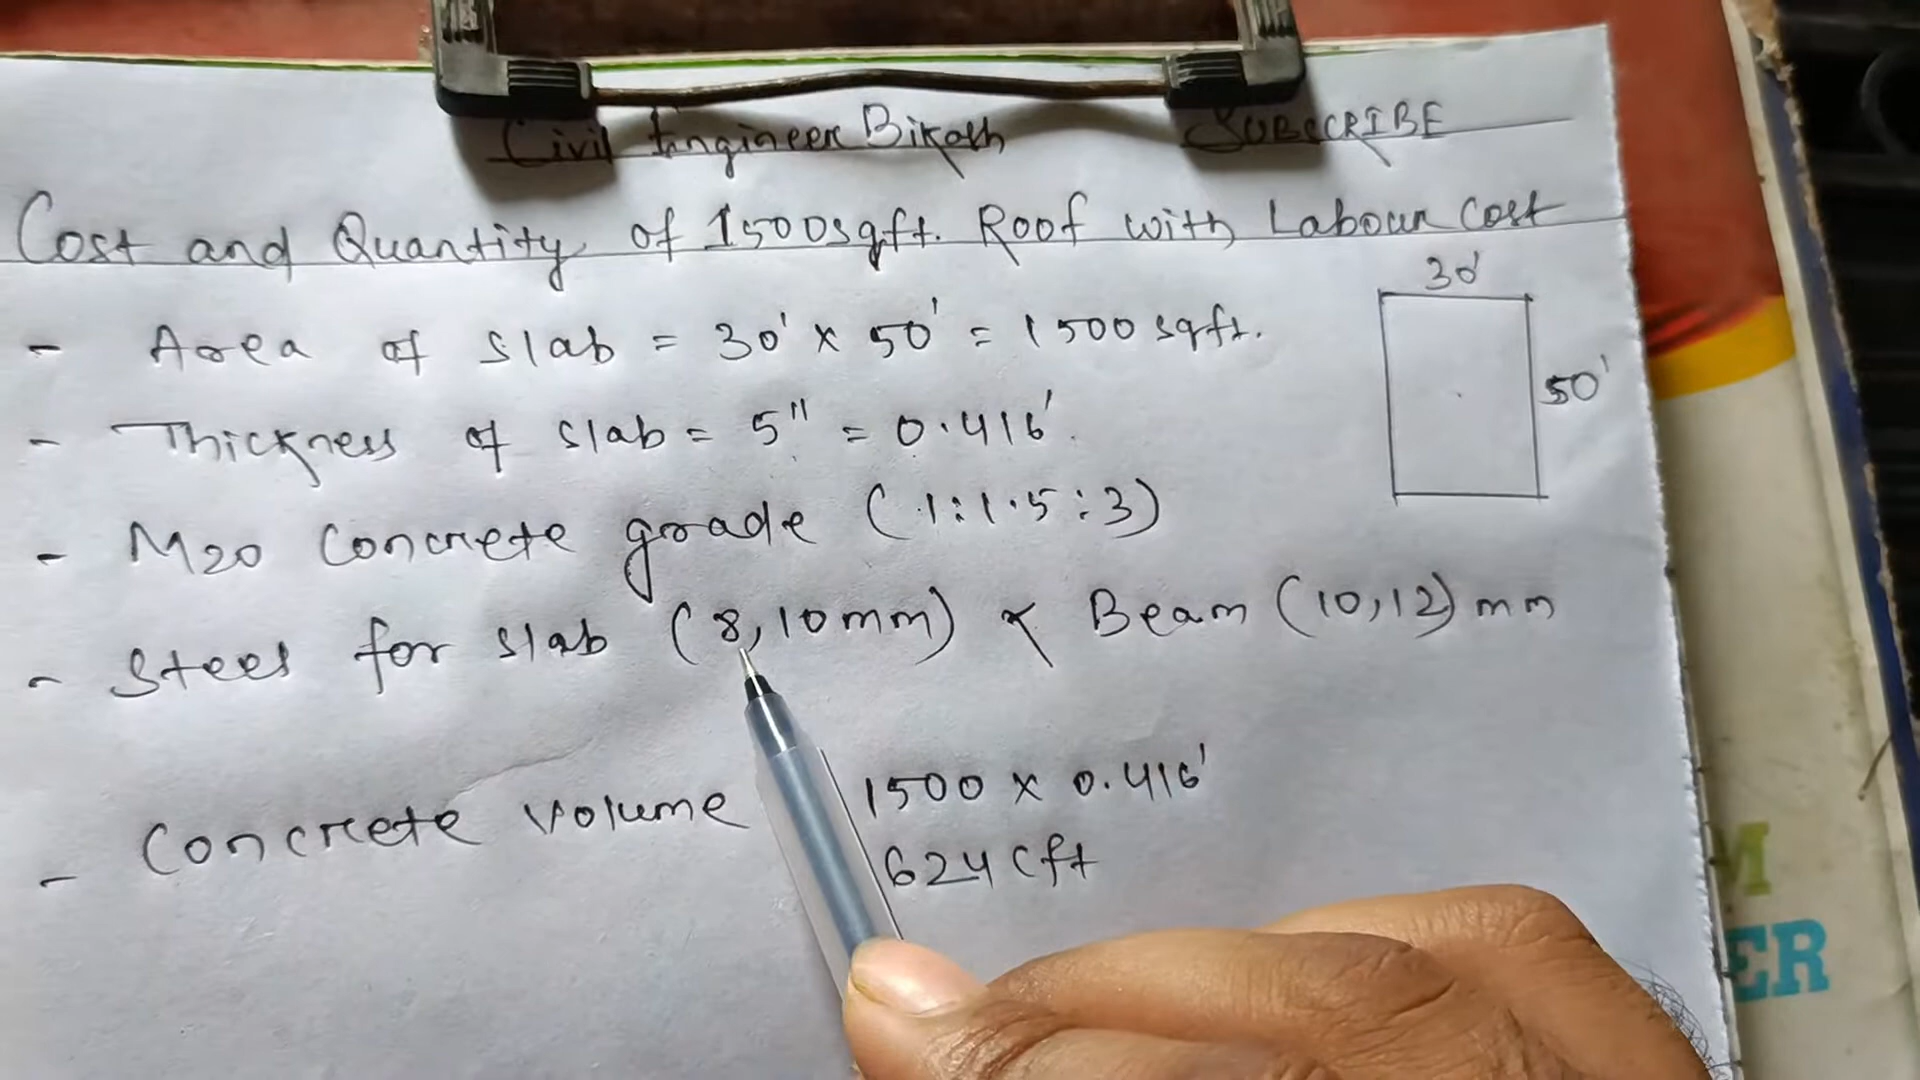 Civil Engineer Bikash SUBSCRIBE
Cost and Quantity of 1500sqft. Roof with Labour Cost
30'
- Area of slab = 30' x 50' = 1500 sqft.
50'
- Thickness of slab = 5" = 0.416'.
- M20 Concrete grade (1:1.5:3)
- Steel for slab (8,10mm) & Beam (10,12)mm
- Concrete volume 1500 x 0.416'
624 Cft
M
ER